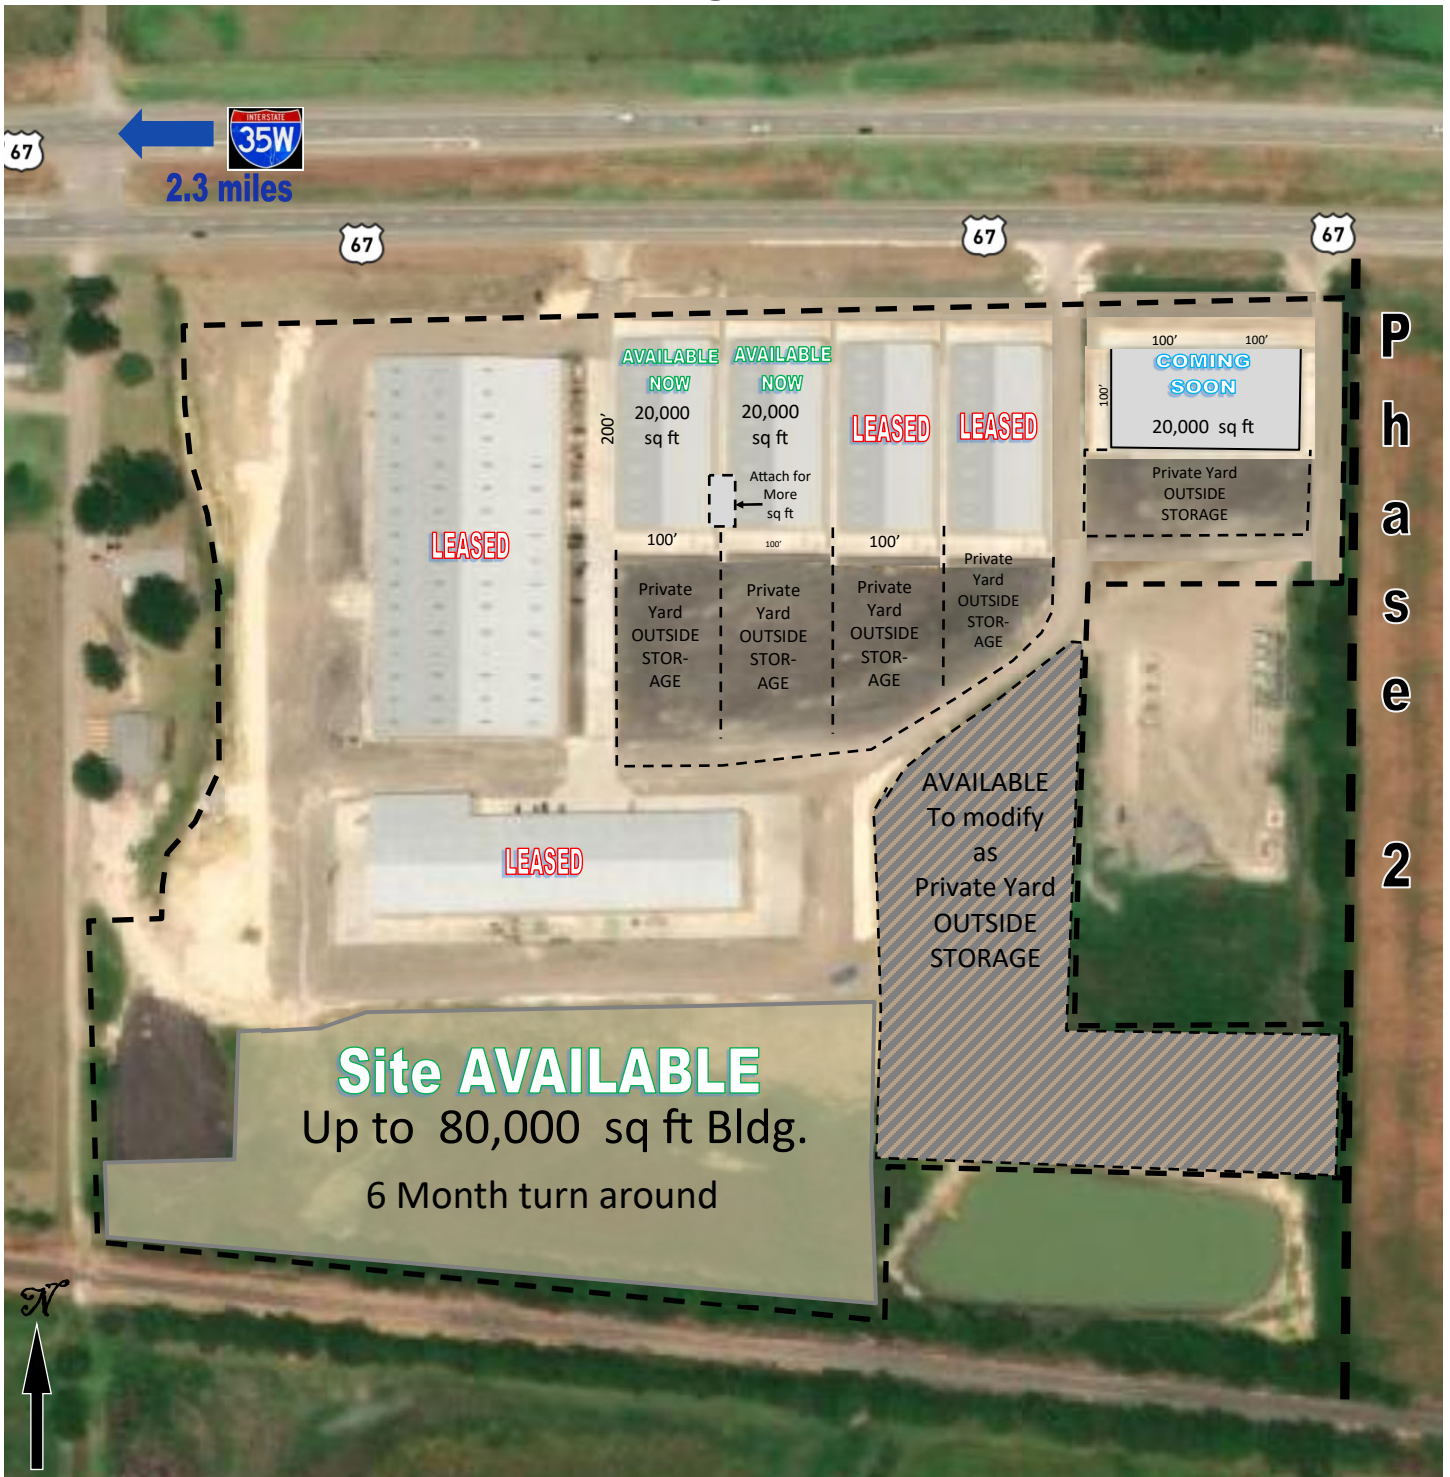 INTERSTATE
35W
67
2.3 miles
67
67
67
100'
100'
COMING
SOON
100'
20,000 sq ft
Private Yard
OUTSIDE
STORAGE
AVAILABLE
NOW
20,000
sq ft
200'
AVAILABLE
NOW
20,000
sq ft
Attach for
More
sq ft
LEASED
LEASED
LEASED
100'
100'
100'
Private
Yard
OUTSIDE
STOR-
AGE
Private
Yard
OUTSIDE
STOR-
AGE
Private
Yard
OUTSIDE
STOR-
AGE
Private
Yard
OUTSIDE
STOR-
AGE
P
h
a
s
e
2
AVAILABLE
To modify
as
Private Yard
OUTSIDE
STORAGE
LEASED
Site AVAILABLE
Up to 80,000 sq ft Bldg.
6 Month turn around
N